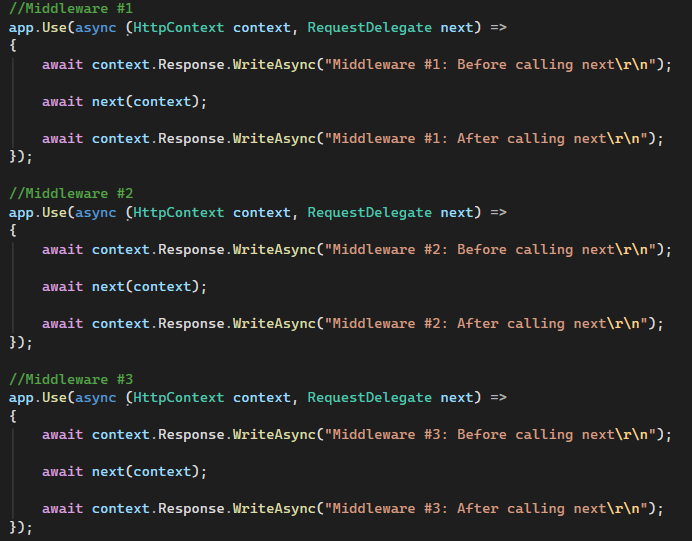 //Middleware #1
app.Use(async (HttpContext context, RequestDelegate next) =>
{
    await context.Response.WriteAsync("Middleware #1: Before calling next\r\n");

    await next(context);

    await context.Response.WriteAsync("Middleware #1: After calling next\r\n");
});

//Middleware #2
app.Use(async (HttpContext context, RequestDelegate next) =>
{
    await context.Response.WriteAsync("Middleware #2: Before calling next\r\n");

    await next(context);

    await context.Response.WriteAsync("Middleware #2: After calling next\r\n");
});

//Middleware #3
app.Use(async (HttpContext context, RequestDelegate next) =>
{
    await context.Response.WriteAsync("Middleware #3: Before calling next\r\n");

    await next(context);

    await context.Response.WriteAsync("Middleware #3: After calling next\r\n");
});